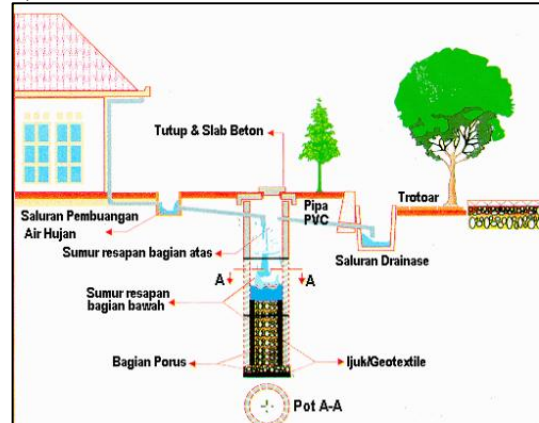 Tutup & Slab Beton
Pipa
PVC
Trotoar
Saluran Pembuangan
Air Hujan
Sumur resapan bagian atas
Saluran Drainase
A
A
Sumur resapan
bagian bawah
Bagian Porus
Ijuk/Geotextile
Pot A-A